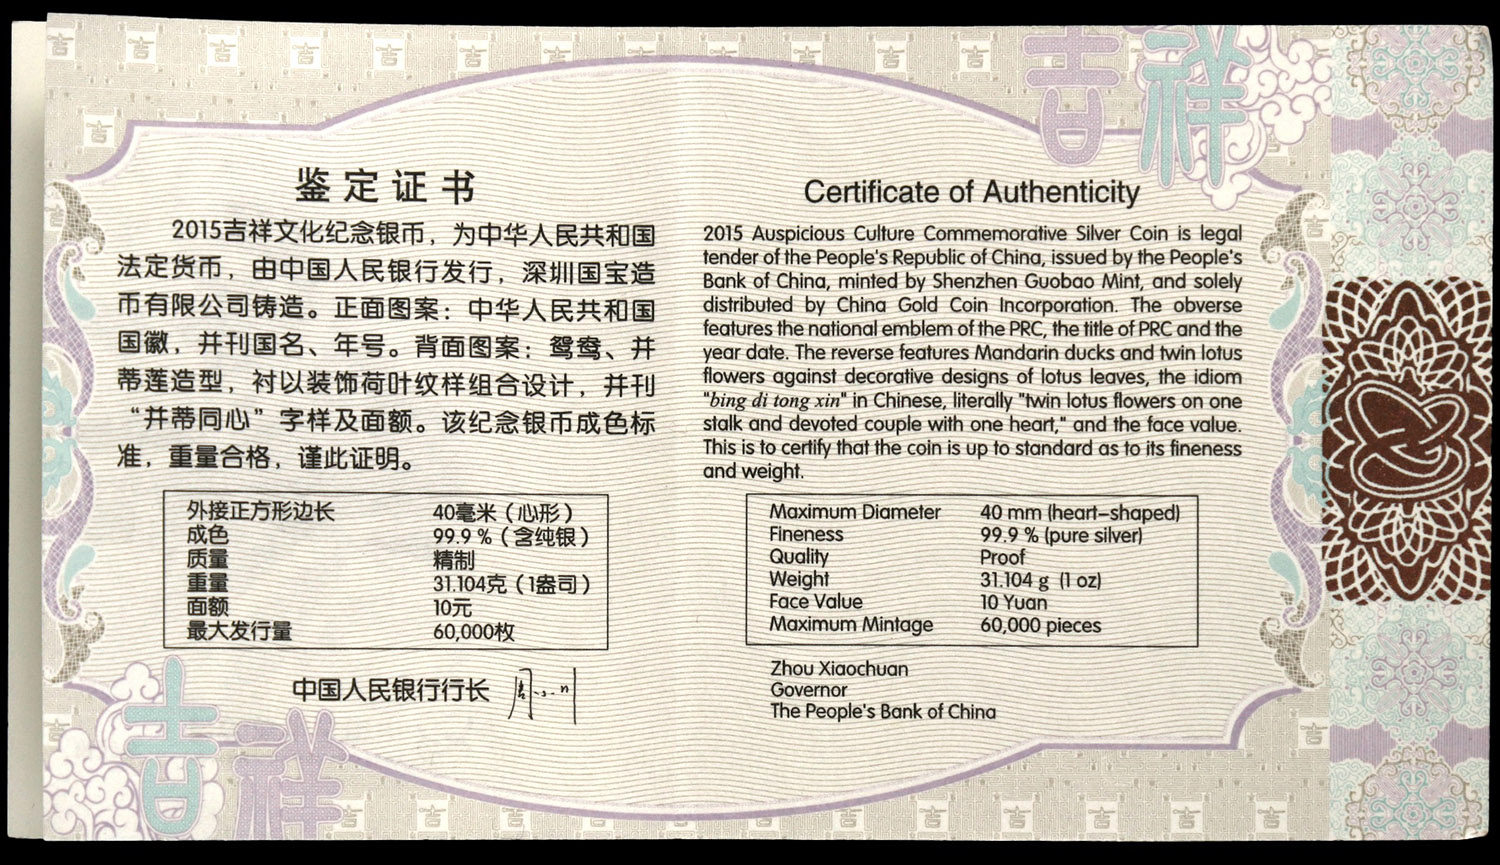 吉祥
鉴定证书
2015吉祥文化纪念银币，为中华人民共和国
法定货币，由中国人民银行发行，深圳国宝造
币有限公司铸造。正面图案：中华人民共和国
国徽，并刊国名、年号。背面图案：鸳鸯、并
蒂莲造型，衬以装饰荷叶纹样组合设计，并刊
“并蒂同心”字样及面额。该纪念银币成色标
准，重量合格，谨此证明。
外接正方形边长 40毫米（心形）
成色 99.9 %（含纯银）
质量 精制
重量 31.104克（1盎司）
面额 10元
最大发行量 60,000枚
中国人民银行行长
吉祥
Certificate of Authenticity
2015 Auspicious Culture Commemorative Silver Coin is legal
tender of the People's Republic of China, issued by the People's
Bank of China, minted by Shenzhen Guobao Mint, and solely
distributed by China Gold Coin Incorporation. The obverse
features the national emblem of the PRC, the title of PRC and the
year date. The reverse features Mandarin ducks and twin lotus
flowers against decorative designs of lotus leaves, the idiom
"bing di tong xin" in Chinese, literally "twin lotus flowers on one
stalk and devoted couple with one heart," and the face value.
This is to certify that the coin is up to standard as to its fineness
and weight.
Maximum Diameter 40 mm (heart-shaped)
Fineness 99.9 % (pure silver)
Quality Proof
Weight 31.104 g (1 oz)
Face Value 10 Yuan
Maximum Mintage 60,000 pieces
Zhou Xiaochuan
Governor
The People's Bank of China